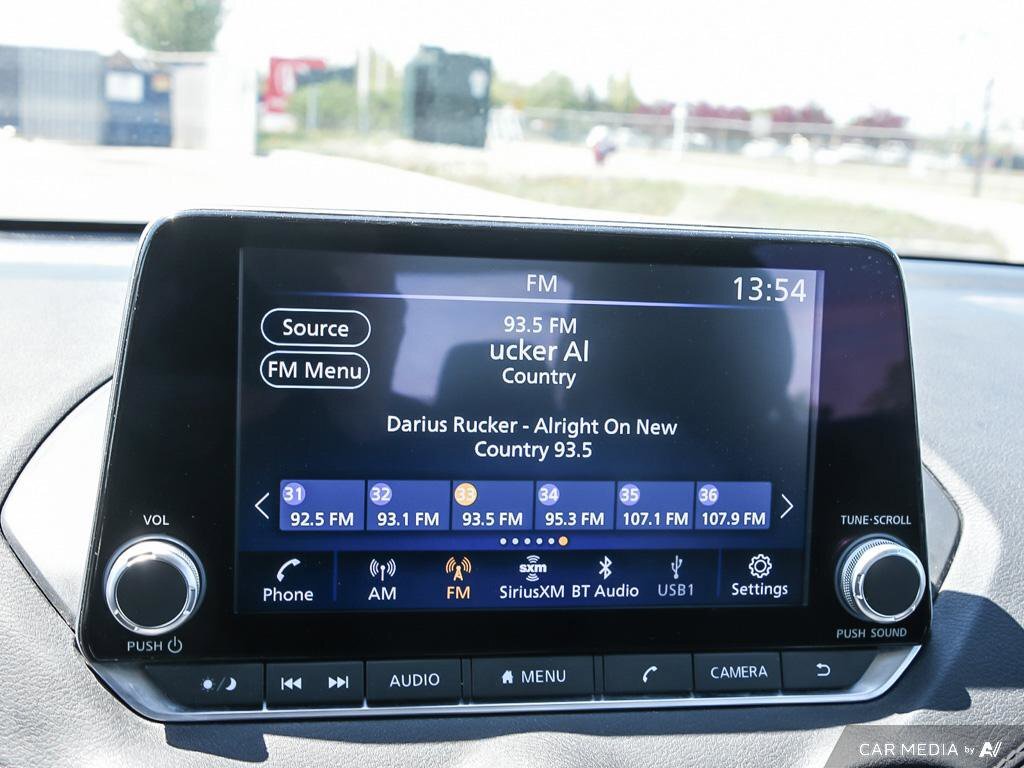 FM
13:54
Source
93.5 FM
ucker Al
FM Menu
Country
Darius Rucker - Alright On New
Country 93.5
31 32 33 34 35 36
92.5 FM 93.1 FM 93.5 FM 95.3 FM 107.1 FM 107.9 FM
VOL
TUNE·SCROLL
sxm
Phone AM FM SiriusXM BT Audio USB1 Settings
PUSH
PUSH SOUND
AUDIO MENU CAMERA
CAR MEDIA by AI